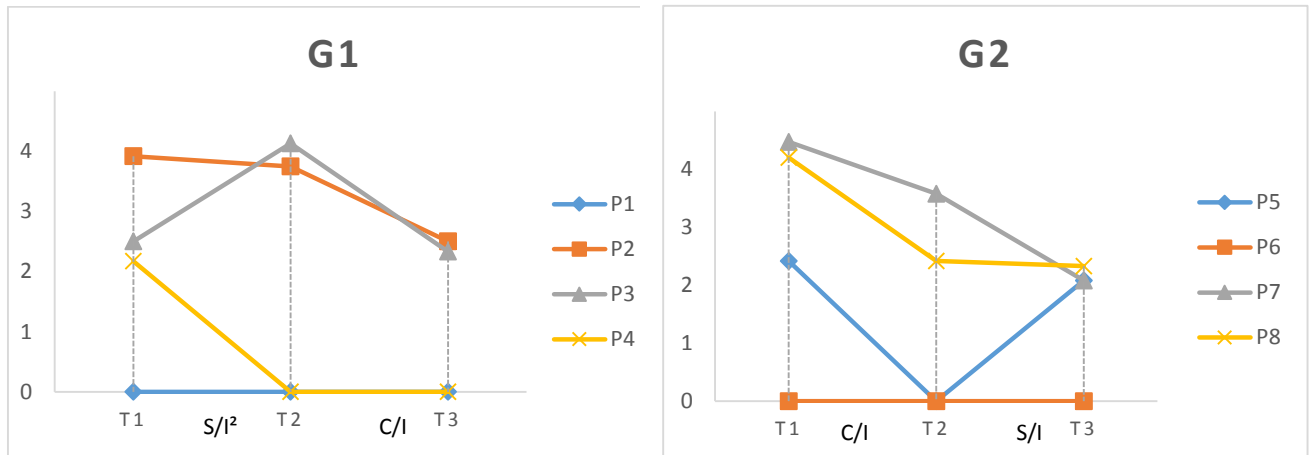 G1
4
3
2
1
0
T1 S/I² T2 C/I T3
P1
P2
P3
P4
G2
4
3
2
1
0
T1 C/I T2 S/I T3
P5
P6
P7
P8